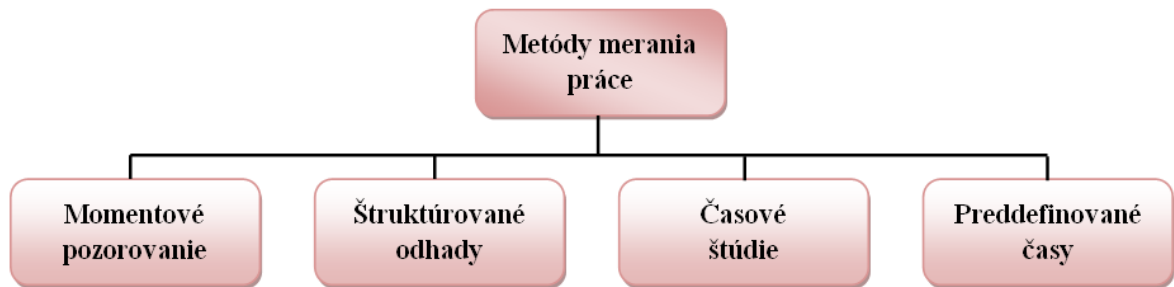 Metódy merania
práce
Momentové
pozorovanie
Štruktúrované
odhady
Časové
štúdie
Preddefinované
časy